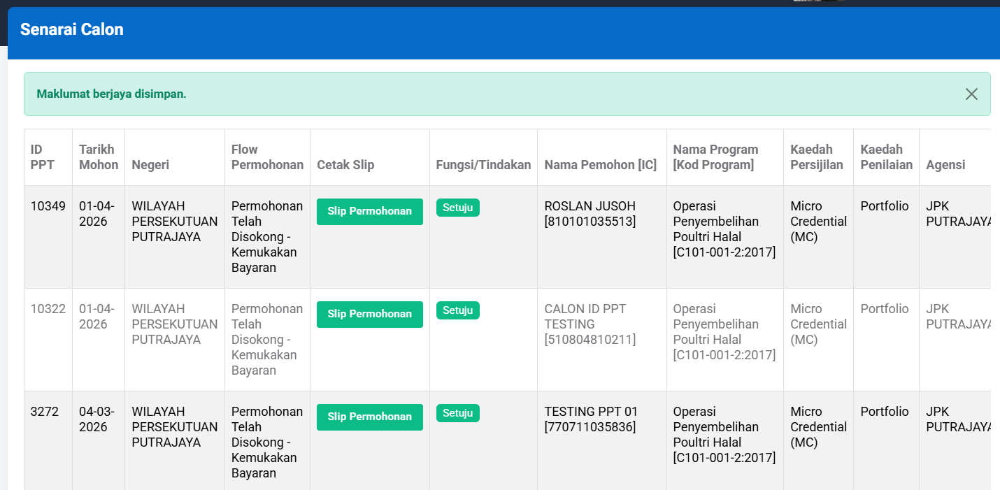 Senarai Calon
Maklumat berjaya disimpan.
ID PPT
Tarikh Mohon
Negeri
Flow Permohonan
Cetak Slip
Fungsi/Tindakan
Nama Pemohon [IC]
Nama Program [Kod Program]
Kaedah Persijilan
Kaedah Penilaian
Agensi
10349
01-04-2026
WILAYAH PERSEKUTUAN PUTRAJAYA
Permohonan Telah Disokong - Kemukakan Bayaran
Slip Permohonan
Setuju
ROSLAN JUSOH [810101035513]
Operasi Penyembelihan Poultri Halal [C101-001-2:2017]
Micro Credential (MC)
Portfolio
JPK PUTRAJAYA
10322
01-04-2026
WILAYAH PERSEKUTUAN PUTRAJAYA
Permohonan Telah Disokong - Kemukakan Bayaran
Slip Permohonan
Setuju
CALON ID PPT TESTING [510804810211]
Operasi Penyembelihan Poultri Halal [C101-001-2:2017]
Micro Credential (MC)
Portfolio
JPK PUTRAJAYA
3272
04-03-2026
WILAYAH PERSEKUTUAN PUTRAJAYA
Permohonan Telah Disokong - Kemukakan Bayaran
Slip Permohonan
Setuju
TESTING PPT 01 [770711035836]
Operasi Penyembelihan Poultri Halal [C101-001-2:2017]
Micro Credential (MC)
Portfolio
JPK PUTRAJAYA